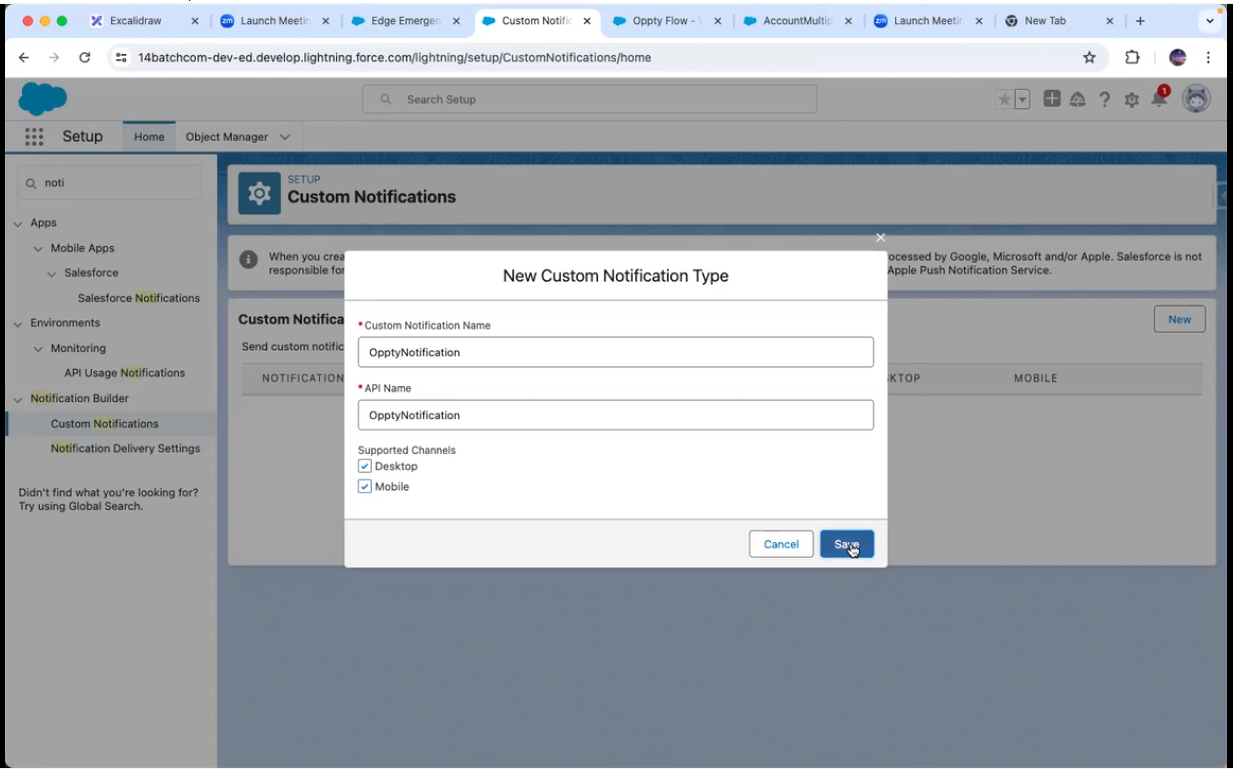 Excalidraw
Launch Meetin
Edge Emergen
Custom Notific
Oppty Flow - V
AccountMultip
Launch Meetin
New Tab
14batchcom-dev-ed.develop.lightning.force.com/lightning/setup/CustomNotifications/home
Search Setup
1
Setup
Home
Object Manager
noti
Apps
Mobile Apps
Salesforce
Salesforce Notifications
Environments
Monitoring
API Usage Notifications
Notification Builder
Custom Notifications
Notification Delivery Settings
Didn't find what you're looking for?
Try using Global Search.
SETUP
Custom Notifications
When you crea
ocessed by Google, Microsoft and/or Apple. Salesforce is not
responsible for
Apple Push Notification Service.
Custom Notifica
New
Send custom notific
NOTIFICATION
KTOP
MOBILE
New Custom Notification Type
*Custom Notification Name
OpptyNotification
*API Name
OpptyNotification
Supported Channels
Desktop
Mobile
Cancel
Save